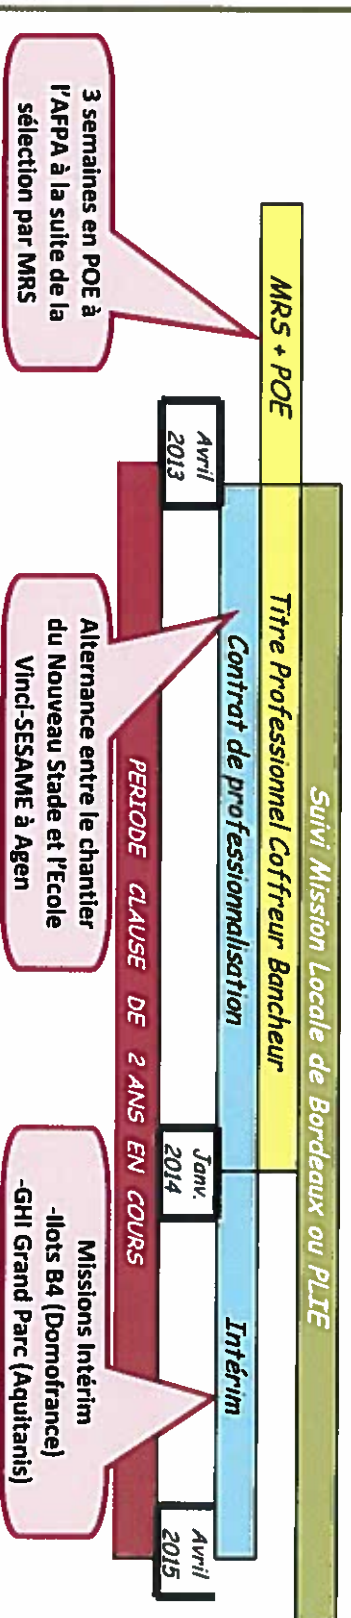 Suivi Mission Locale de Bordeaux ou PLIE
MRS + POE
Titre Professionnel Coffreur Bancheur
Contrat de professionnalisation
Intérim
Avril
2013
Janv.
2014
Avril
2015
PERIODE CLAUSE DE 2 ANS EN COURS
3 semaines en POE à
l'AFPA à la suite de la
sélection par MRS
Alternance entre le chantier
du Nouveau Stade et l'Ecole
Vinci-SESAME à Agen
Missions Intérim
-Ilots B4 (Domofrance)
-GHI Grand Parc (Aquitanis)